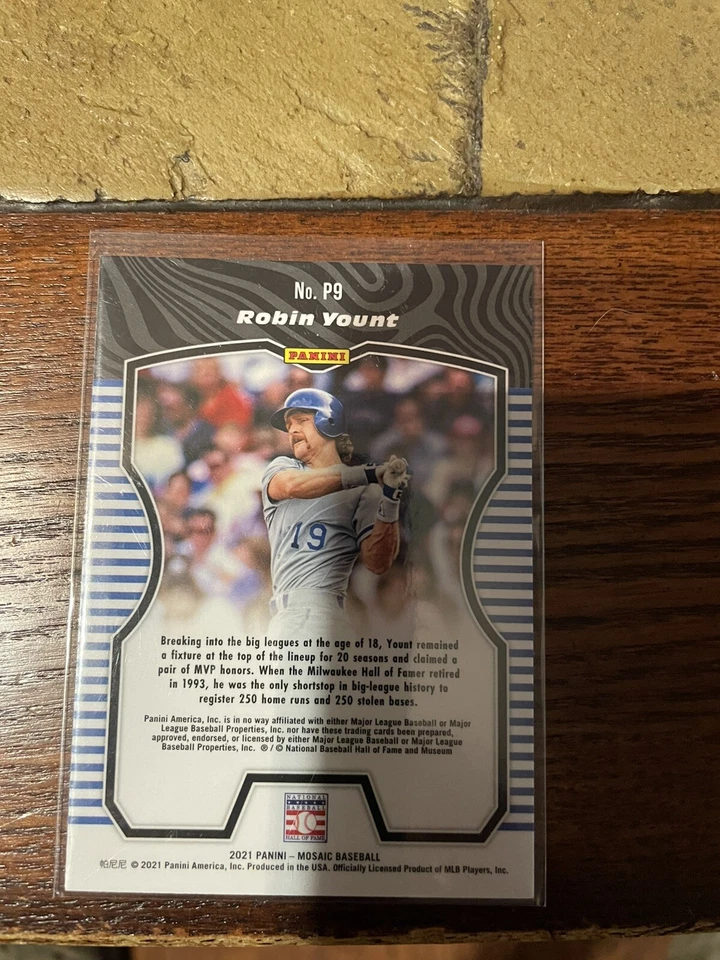 No. P9
Robin Yount
PANINI
19
Breaking into the big leagues at the age of 18, Yount remained
a fixture at the top of the lineup for 20 seasons and claimed a
pair of MVP honors. When the Milwaukee Hall of Famer retired
in 1993, he was the only shortstop in big-league history to
register 250 home runs and 250 stolen bases.
Panini America, Inc. is in no way affiliated with either Major League Baseball or Major
League Baseball Properties, Inc. nor have these trading cards been prepared,
approved, endorsed, or licensed by either Major League Baseball or Major League
Baseball Properties, Inc. ® / © National Baseball Hall of Fame and Museum
NATIONAL
BASEBALL
HALL OF FAME
2021 PANINI – MOSAIC BASEBALL
帕尼尼 © 2021 Panini America, Inc. Produced in the USA. Officially Licensed Product of MLB Players, Inc.